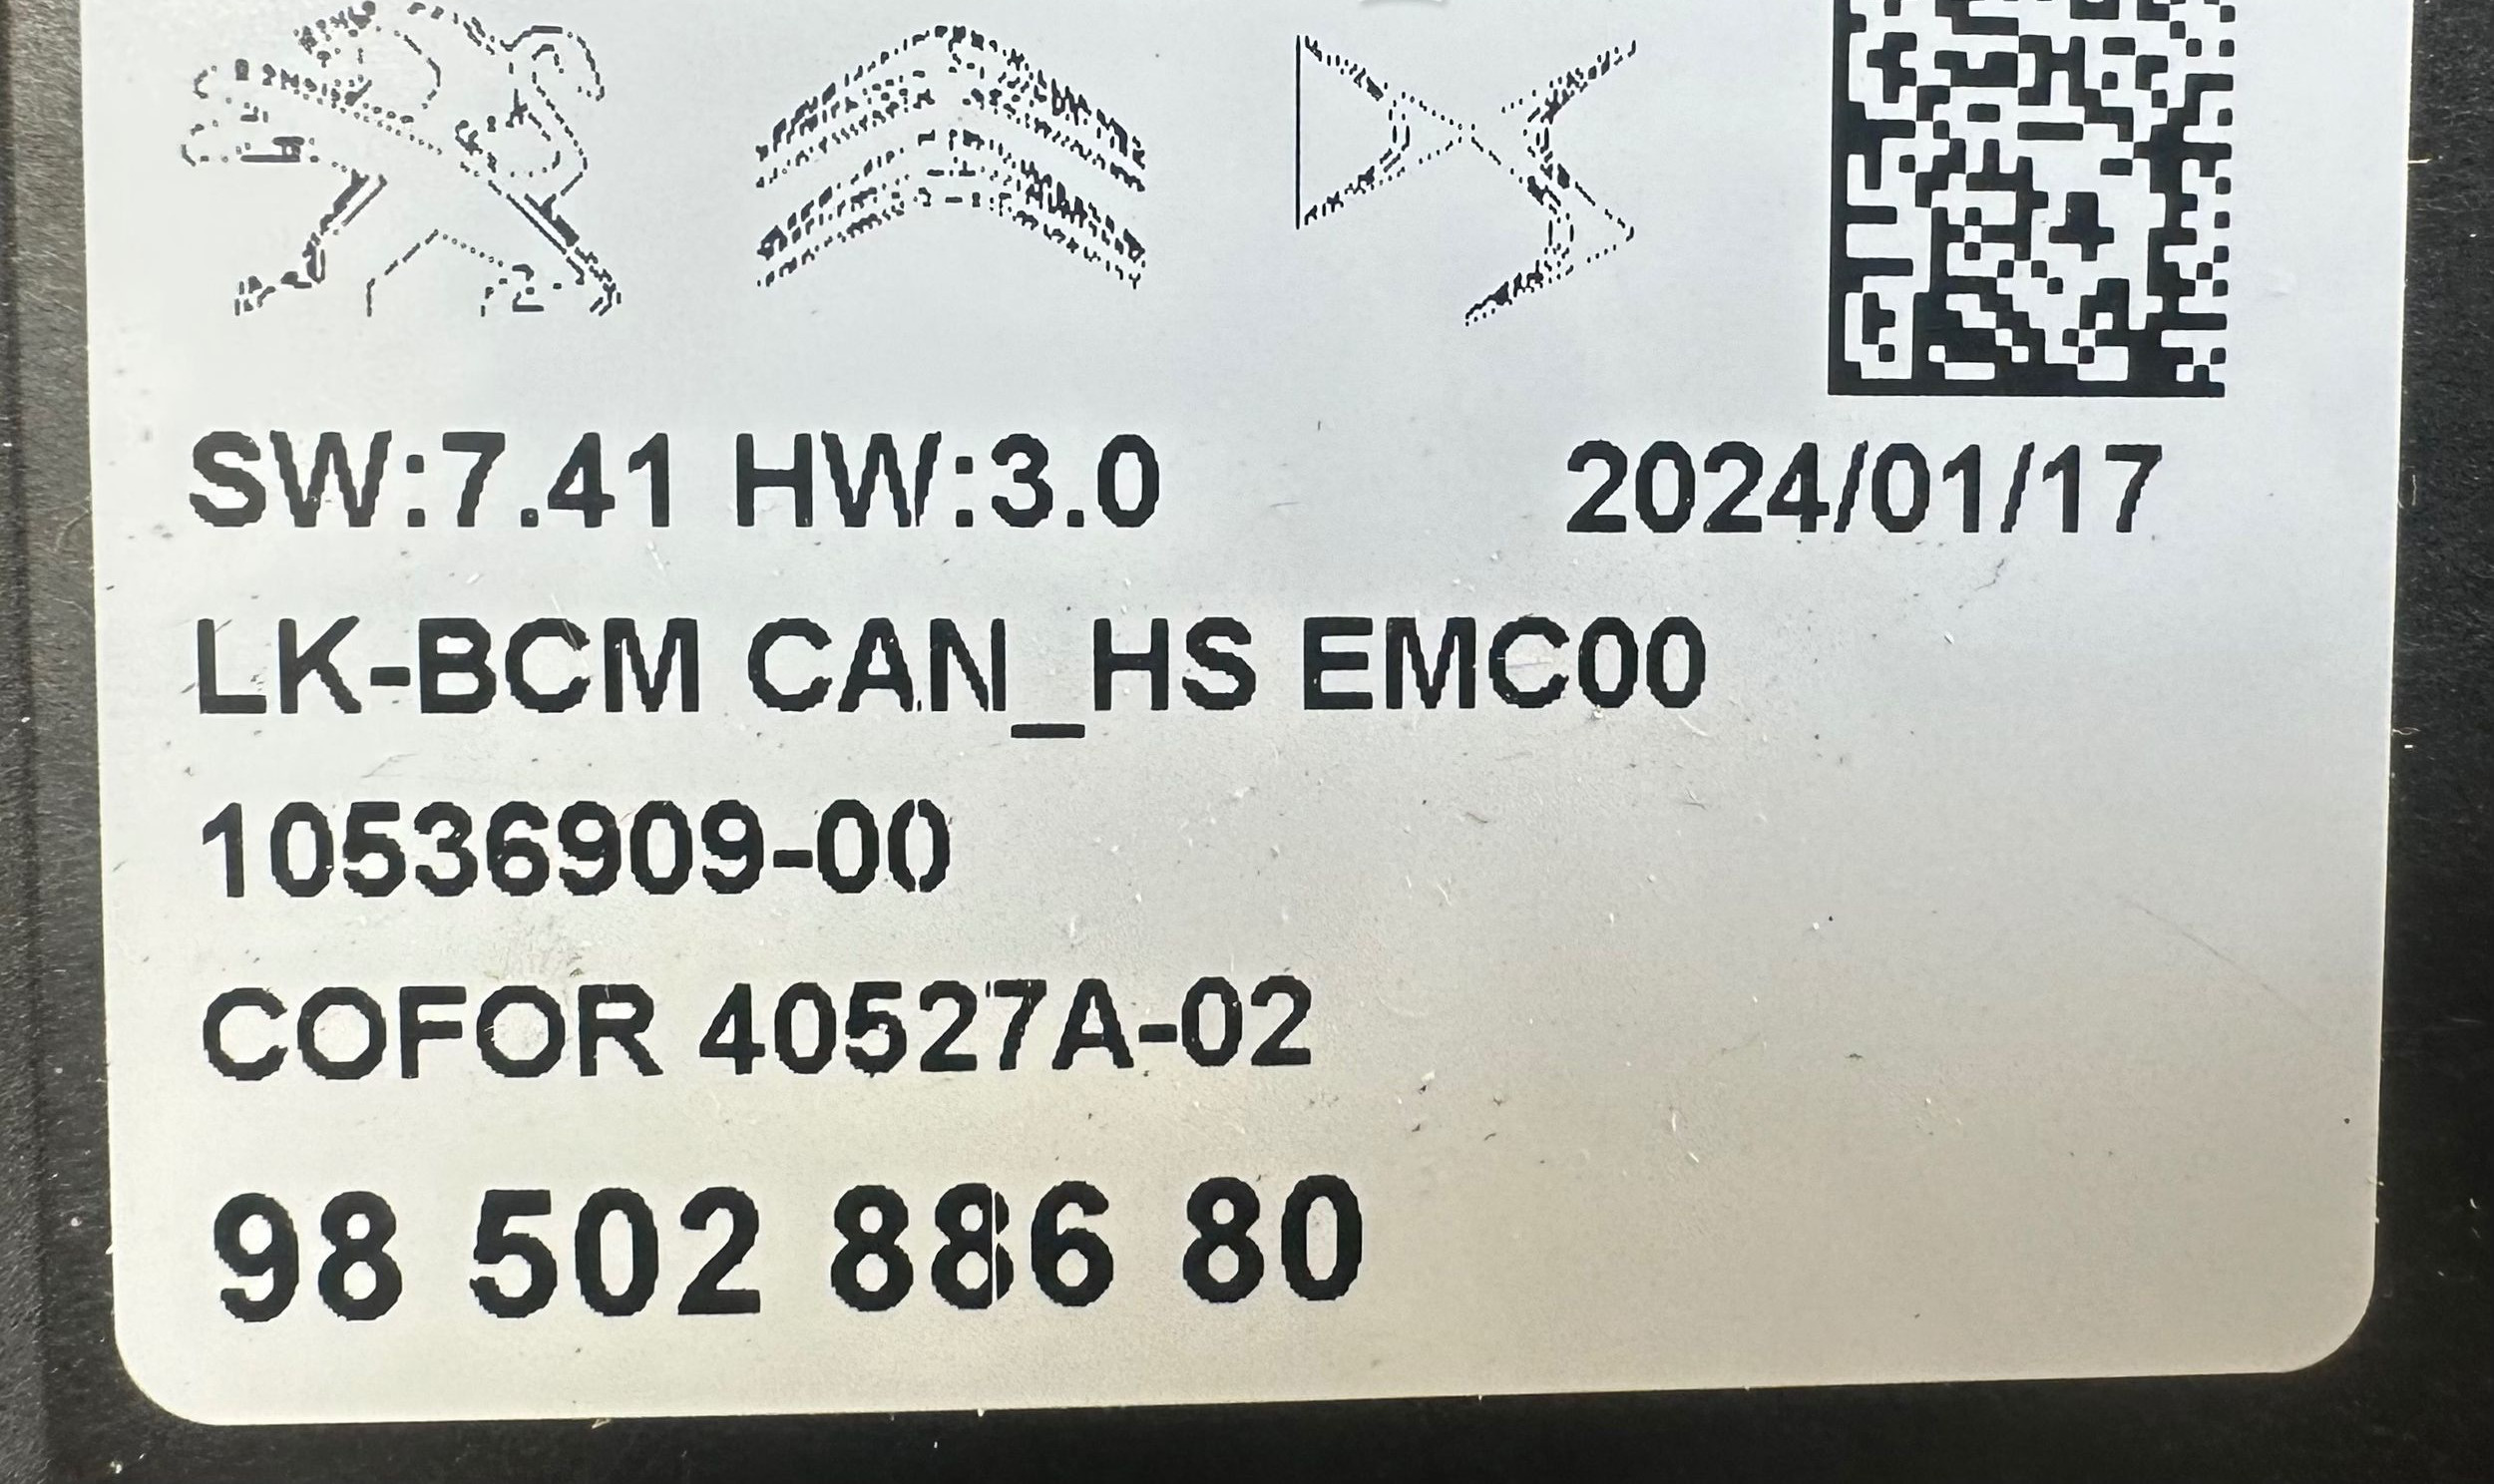 SW:7.41 HW:3.0 2024/01/17
LK-BCM CAN_HS EMC00
10536909-00
COFOR 40527A-02
98 502 886 80